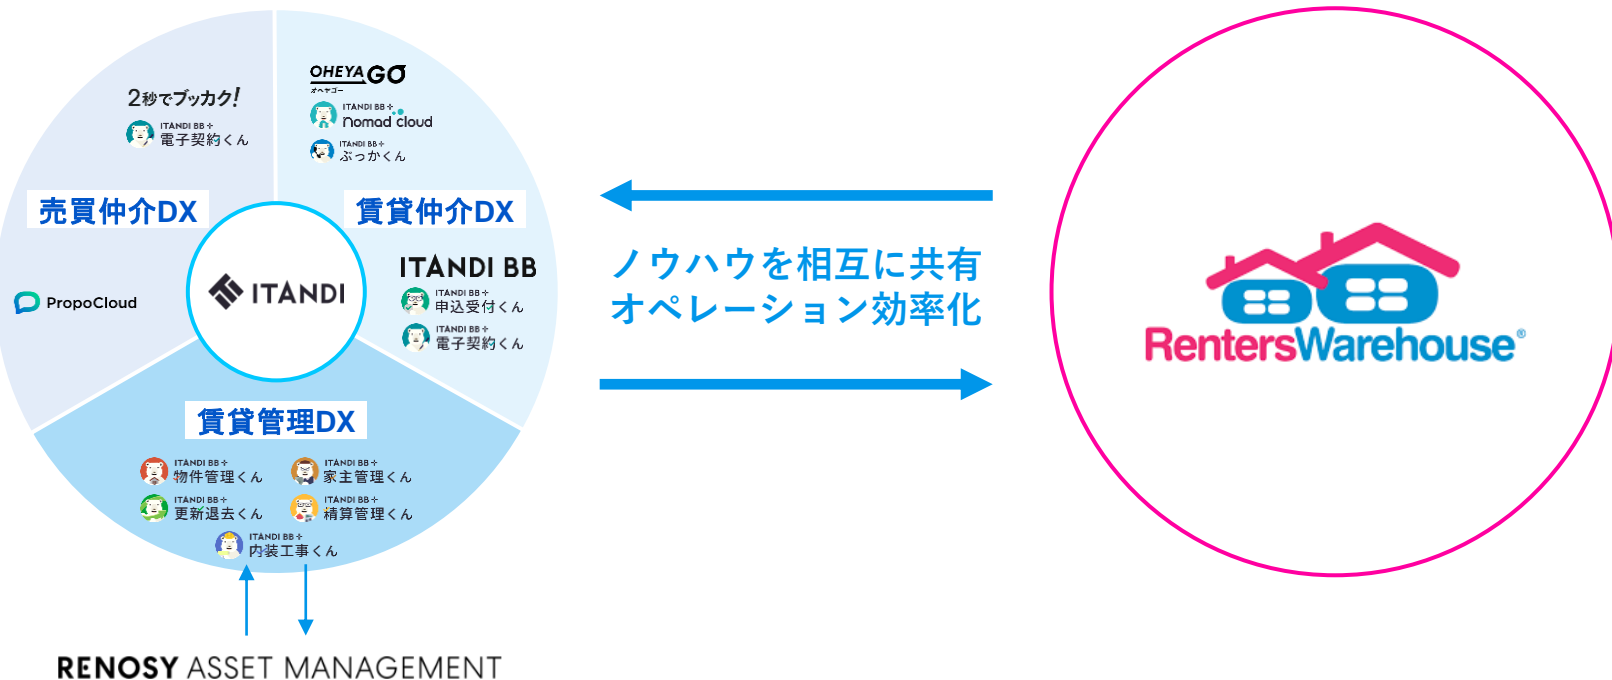 2秒でブッカク!
ITANDI BB +
電子契約くん
売買仲介DX
PropoCloud
OHEYAGO
オヘヤゴー
ITANDI BB +
nomad cloud
ITANDI BB +
ぶっかくん
賃貸仲介DX
ITANDI BB
ITANDI BB +
申込受付くん
ITANDI BB +
電子契約くん
ITANDI
賃貸管理DX
ITANDI BB +
物件管理くん
ITANDI BB +
家主管理くん
ITANDI BB +
更新退去くん
ITANDI BB +
精算管理くん
ITANDI BB +
内装工事くん
RENOSY ASSET MANAGEMENT
ノウハウを相互に共有
オペレーション効率化
RentersWarehouse®